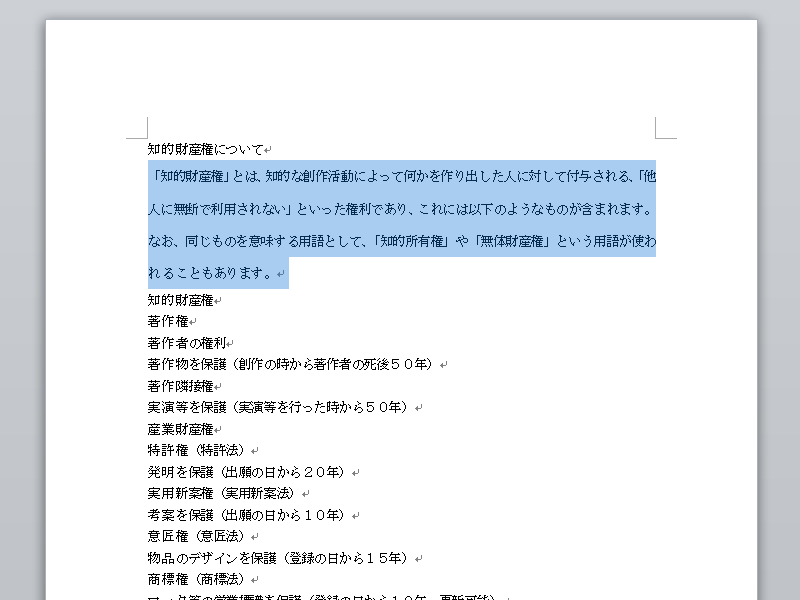 知的財産権について
「知的財産権」とは、知的な創作活動によって何かを作り出した人に対して付与される、「他
人に無断で利用されない」といった権利であり、これには以下のようなものが含まれます。
なお、同じものを意味する用語として、「知的所有権」や「無体財産権」という用語が使わ
れることもあります。
知的財産権
著作権
著作者の権利
著作物を保護（創作の時から著作者の死後５０年）
著作隣接権
実演等を保護（実演等を行った時から５０年）
産業財産権
特許権（特許法）
発明を保護（出願の日から２０年）
実用新案権（実用新案法）
考案を保護（出願の日から１０年）
意匠権（意匠法）
物品のデザインを保護（登録の日から１５年）
商標権（商標法）